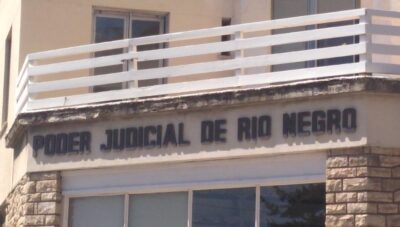 PODER JUDICIAL DE RIO NEGRO